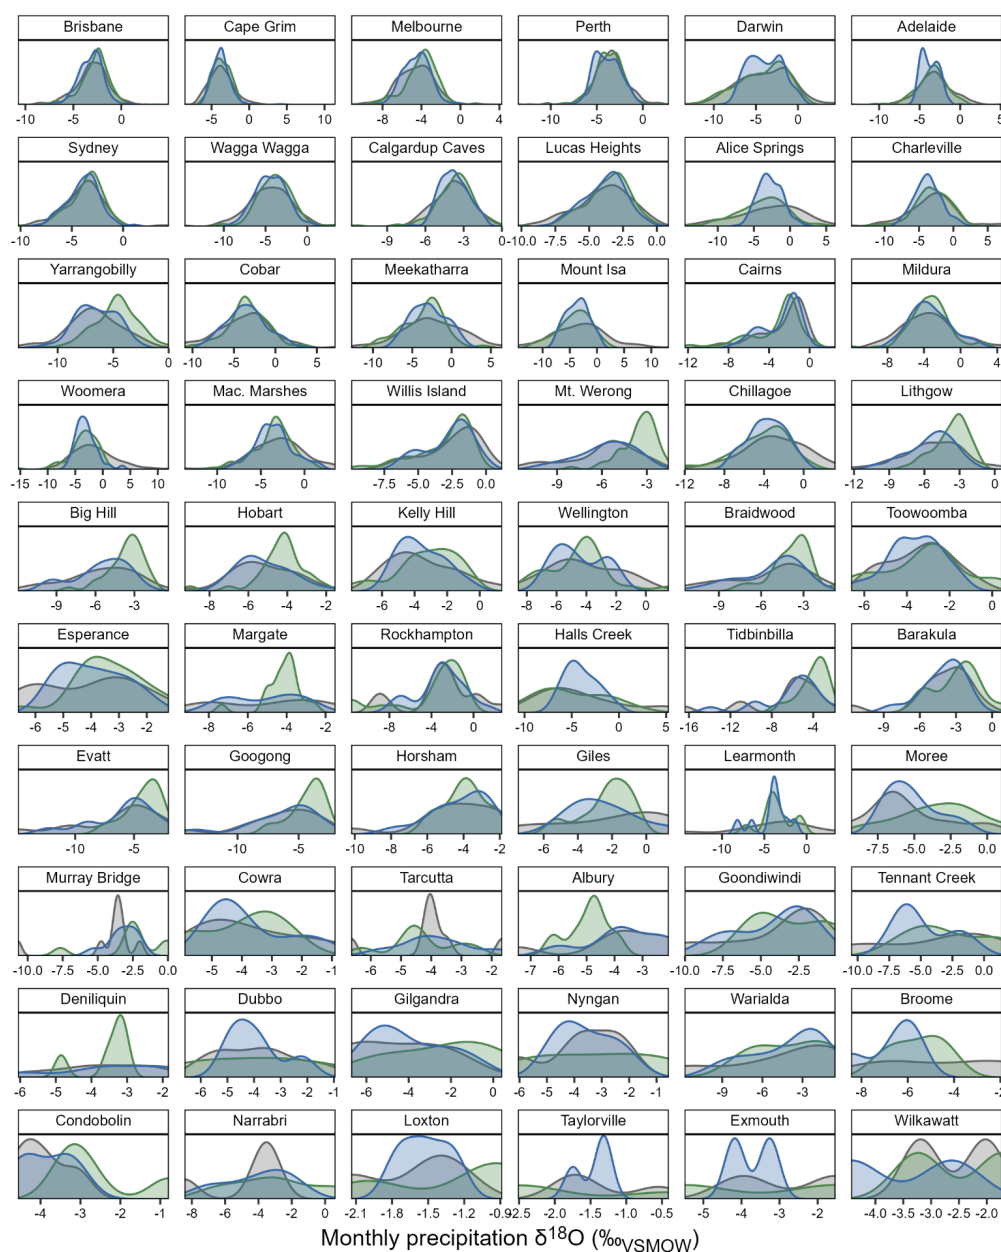 Brisbane Cape Grim Melbourne Perth Darwin Adelaide
-10 -5 0 -5 0 5 10 -8 -4 0 4 -10 -5 0 -10 -5 0 -10 -5 0 5
Sydney Wagga Wagga Calgardup Caves Lucas Heights Alice Springs Charleville
-10 -5 0 -10 -5 0 -9 -6 -3 0 -10.0 -7.5 -5.0 -2.5 0.0 -10 -5 0 5 -10 -5 0 5
Yarrangobilly Cobar Meekatharra Mount Isa Cairns Mildura
-10 -5 0 -10 -5 0 5 -10 -5 0 5 -10 -5 0 5 10 -12 -8 -4 0 -8 -4 0 4
Woomera Mac. Marshes Willis Island Mt. Werong Chillagoe Lithgow
-15 -10 -5 0 5 10 -10 -5 0 -7.5 -5.0 -2.5 0.0 -9 -6 -3 -12 -8 -4 0 -12 -8 -4 0
Big Hill Hobart Kelly Hill Wellington Braidwood Toowoomba
-9 -6 -3 -8 -6 -4 -2 -6 -4 -2 0 -8 -6 -4 -2 0 -9 -6 -3 -6 -4 -2 0
Esperance Margate Rockhampton Halls Creek Tidbinbilla Barakula
-6 -5 -4 -3 -2 -8 -6 -4 -2 -9 -6 -3 0 -10 -5 0 5 -16 -12 -8 -4 -9 -6 -3 0
Evatt Googong Horsham Giles Learmonth Moree
-10 -5 -10 -5 -10 -8 -6 -4 -2 -6 -4 -2 0 -10 -5 0 5 -7.5 -5.0 -2.5 0.0
Murray Bridge Cowra Tarcutta Albury Goondiwindi Tennant Creek
-10.0 -7.5 -5.0 -2.5 0.0 -5 -4 -3 -2 -1 -6 -5 -4 -3 -2 -7 -6 -5 -4 -3 -10.0 -7.5 -5.0 -2.5 -10.0 -7.5 -5.0 -2.5 0.0
Deniliquin Dubbo Gilgandra Nyngan Warialda Broome
-6 -5 -4 -3 -2 -6 -5 -4 -3 -2 -1 -6 -4 -2 0 -6 -5 -4 -3 -2 -1 -9 -6 -3 -8 -6 -4 -2
Condobolin Narrabri Loxton Taylorville Exmouth Wilkawatt
-4 -3 -2 -1 -8 -6 -4 -2 0 -2.1 -1.8 -1.5 -1.2 -0.9 -2.5 -2.0 -1.5 -1.0 -0.5 -5 -4 -3 -2 -4.0 -3.5 -3.0 -2.5 -2.0
Monthly precipitation δ¹⁸O (‰VSMOW)